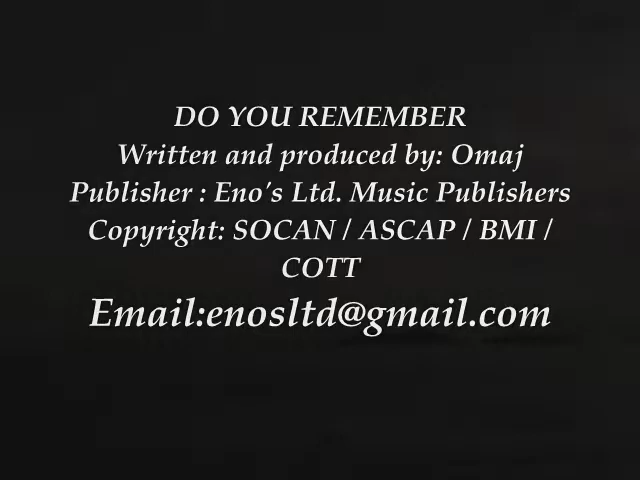 DO YOU REMEMBER
Written and produced by: Omaj
Publisher : Eno's Ltd. Music Publishers
Copyright: SOCAN / ASCAP / BMI /
COTT
Email:enosltd@gmail.com